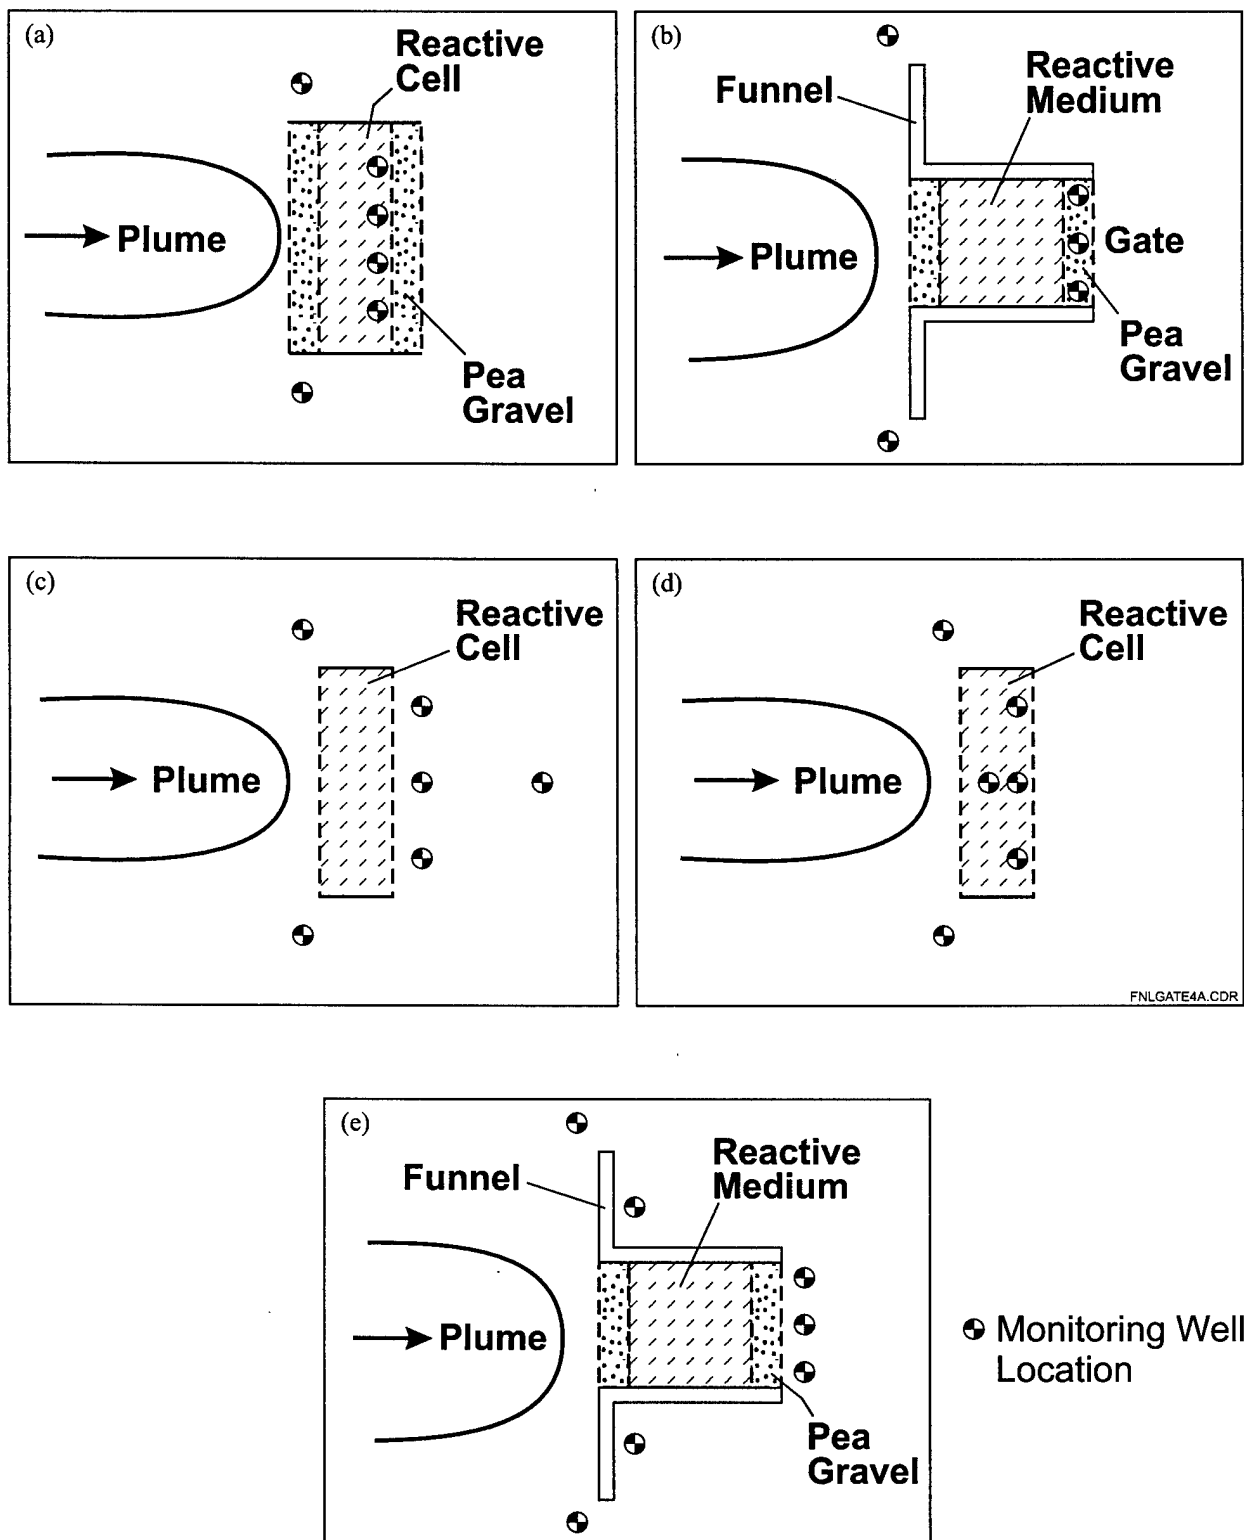 (a)
Reactive
Cell
Plume
Pea
Gravel
(b)
Funnel
Reactive
Medium
Plume
Gate
Pea
Gravel
(c)
Reactive
Cell
Plume
(d)
Reactive
Cell
Plume
FNLGATE4A.CDR
(e)
Funnel
Reactive
Medium
Plume
Pea
Gravel
Monitoring Well
Location